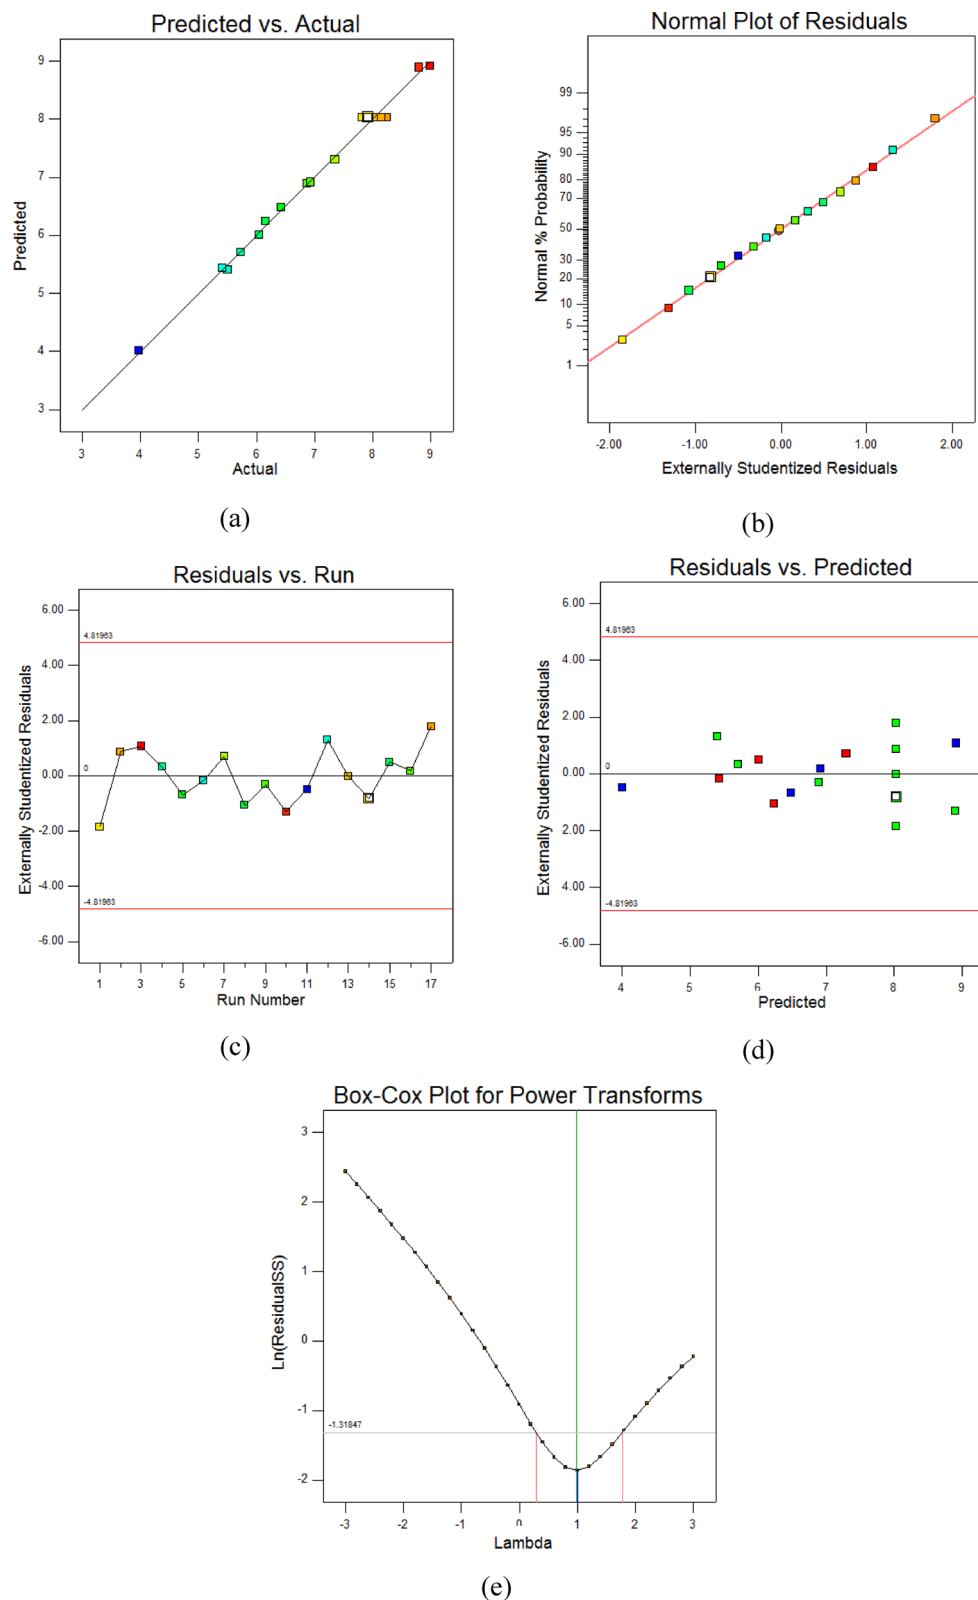 Predicted vs. Actual
Predicted
9
8
7
6
5
4
3
3 4 5 6 7 8 9
Actual
(a)
Normal Plot of Residuals
Normal % Probability
99
95
90
80
70
50
30
20
10
5
1
-2.00 -1.00 0.00 1.00 2.00
Externally Studentized Residuals
(b)
Residuals vs. Run
Externally Studentized Residuals
6.00
4.81963
4.00
2.00
0
0.00
-2.00
-4.00
-4.81963
-6.00
1 3 5 7 9 11 13 15 17
Run Number
(c)
Residuals vs. Predicted
Externally Studentized Residuals
6.00
4.81963
4.00
2.00
0
0.00
2.00
-4.00
-4.81963
-6.00
4 5 6 7 8 9
Predicted
(d)
Box-Cox Plot for Power Transforms
Ln(ResidualSS)
3
2
1
0
-1
-1.31847
-2
-3 -2 -1 0 1 2 3
Lambda
(e)